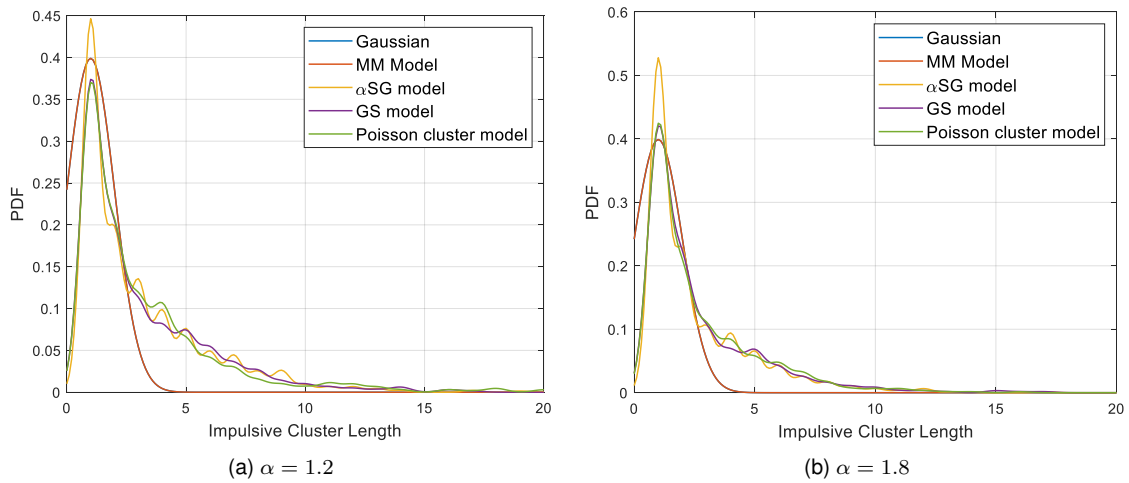 0.45
0.4
0.35
0.3
0.25
0.2
0.15
0.1
0.05
0
PDF
0 5 10 15 20
Impulsive Cluster Length
Gaussian
MM Model
αSG model
GS model
Poisson cluster model
(a) α = 1.2
0.6
0.5
0.4
0.3
0.2
0.1
0
PDF
0 5 10 15 20
Impulsive Cluster Length
Gaussian
MM Model
αSG model
GS model
Poisson cluster model
(b) α = 1.8